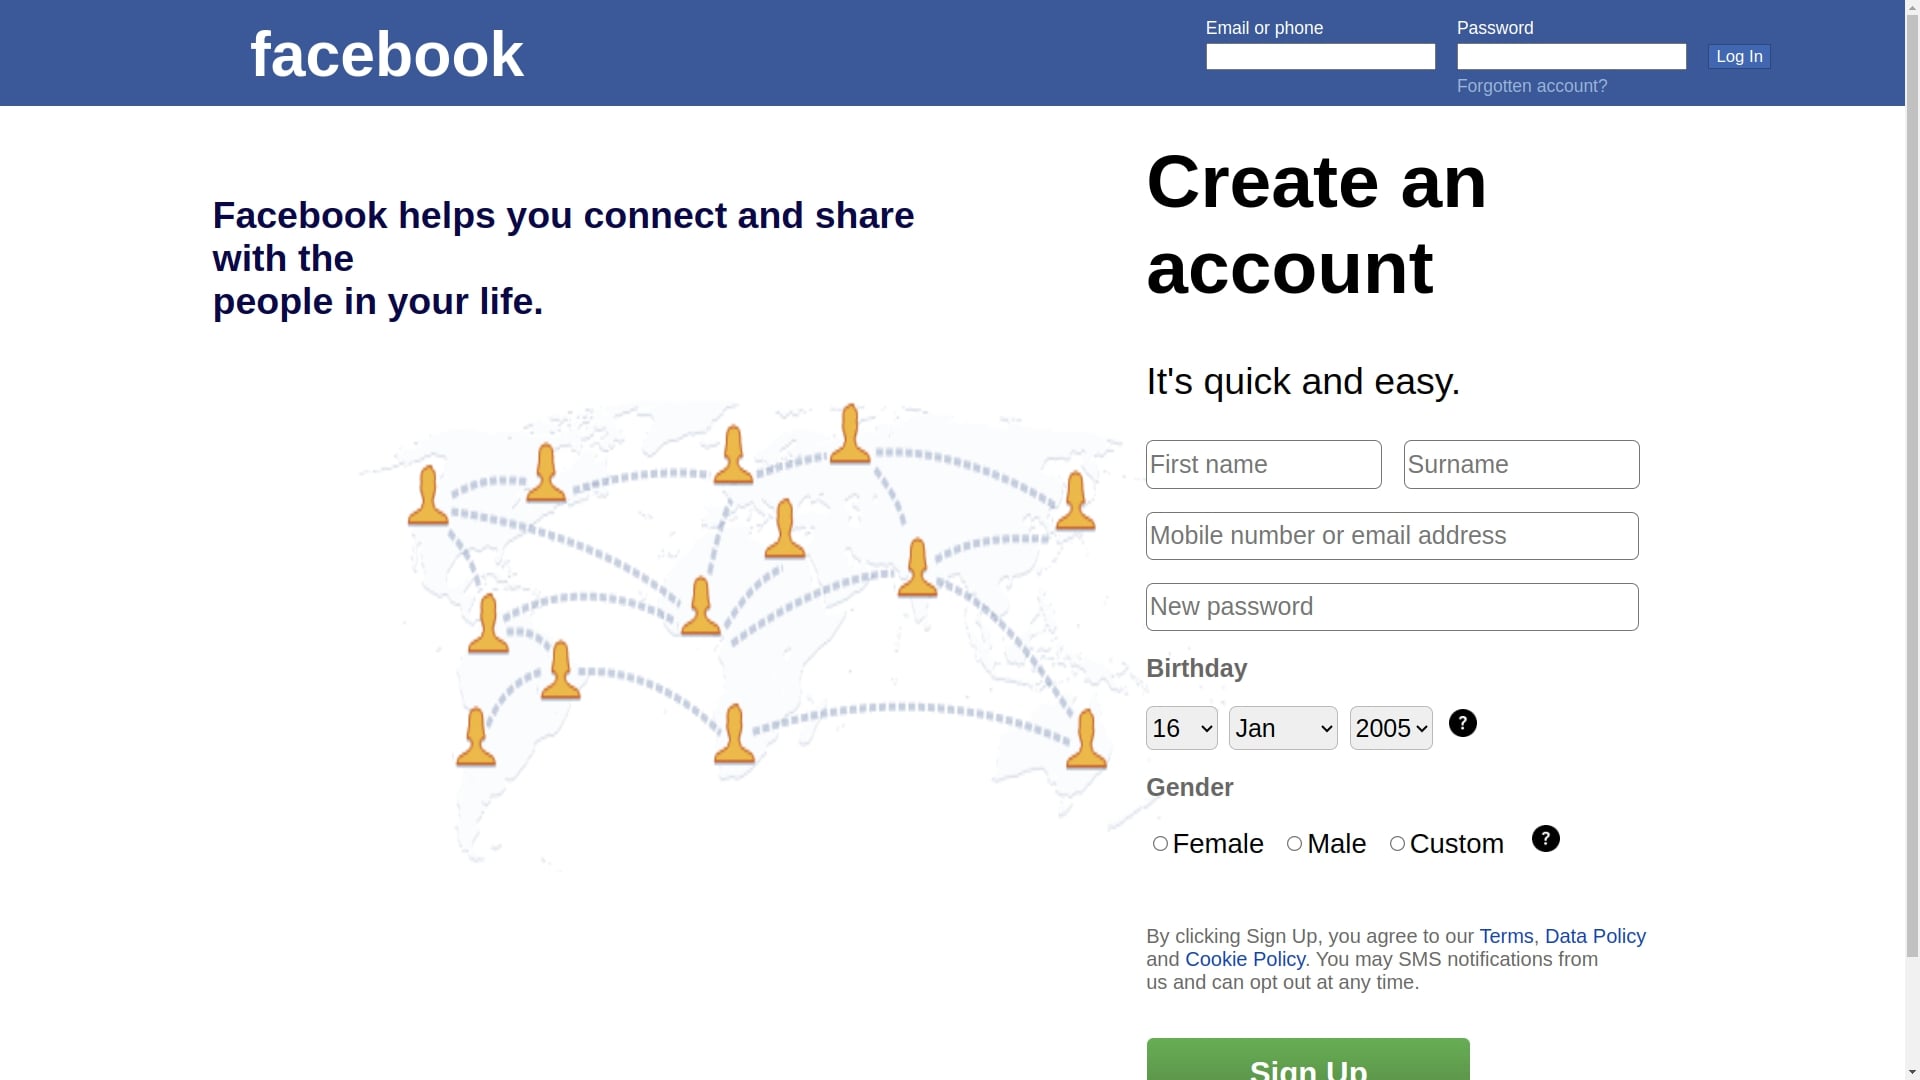 facebook
Email or phone
Password
Log In
Forgotten account?
Facebook helps you connect and share
with the
people in your life.
Create an
account
It's quick and easy.
First name
Surname
Mobile number or email address
New password
Birthday
16
Jan
2005
?
Gender
Female
Male
Custom
?
By clicking Sign Up, you agree to our Terms, Data Policy
and Cookie Policy. You may SMS notifications from
us and can opt out at any time.
Sign Up